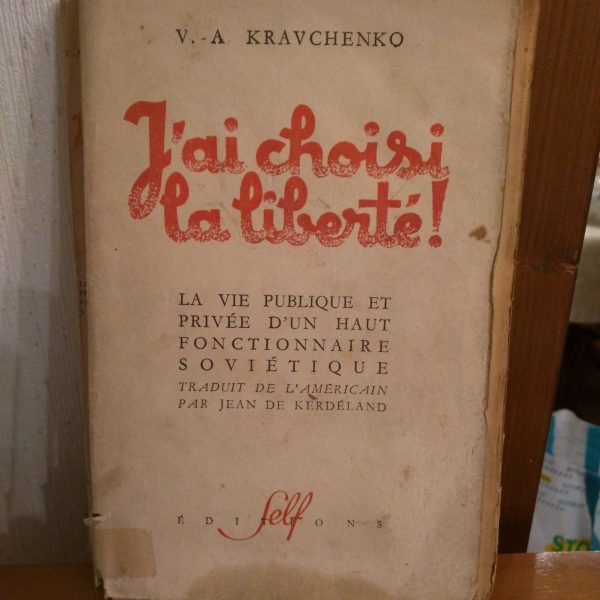 V.-A. KRAVCHENKO
J'ai choisi
la liberté!
LA VIE PUBLIQUE ET
PRIVÉE D'UN HAUT
FONCTIONNAIRE
SOVIÉTIQUE
TRADUIT DE L'AMÉRICAIN
PAR JEAN DE KERDÉLAND
ÉDITIONS
Self
STO